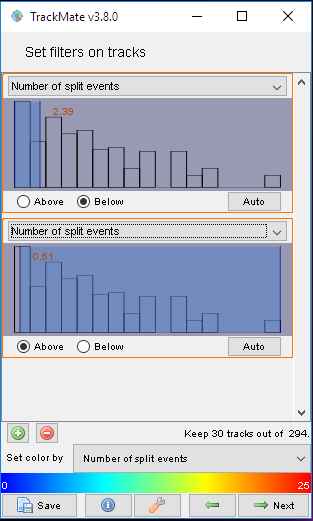 TrackMate v3.8.0
Set filters on tracks
Number of split events
2.39
Above Below Auto
Number of split events
0.51
Above Below Auto
Keep 30 tracks out of 294.
Set color by Number of split events
0 25
Save Next